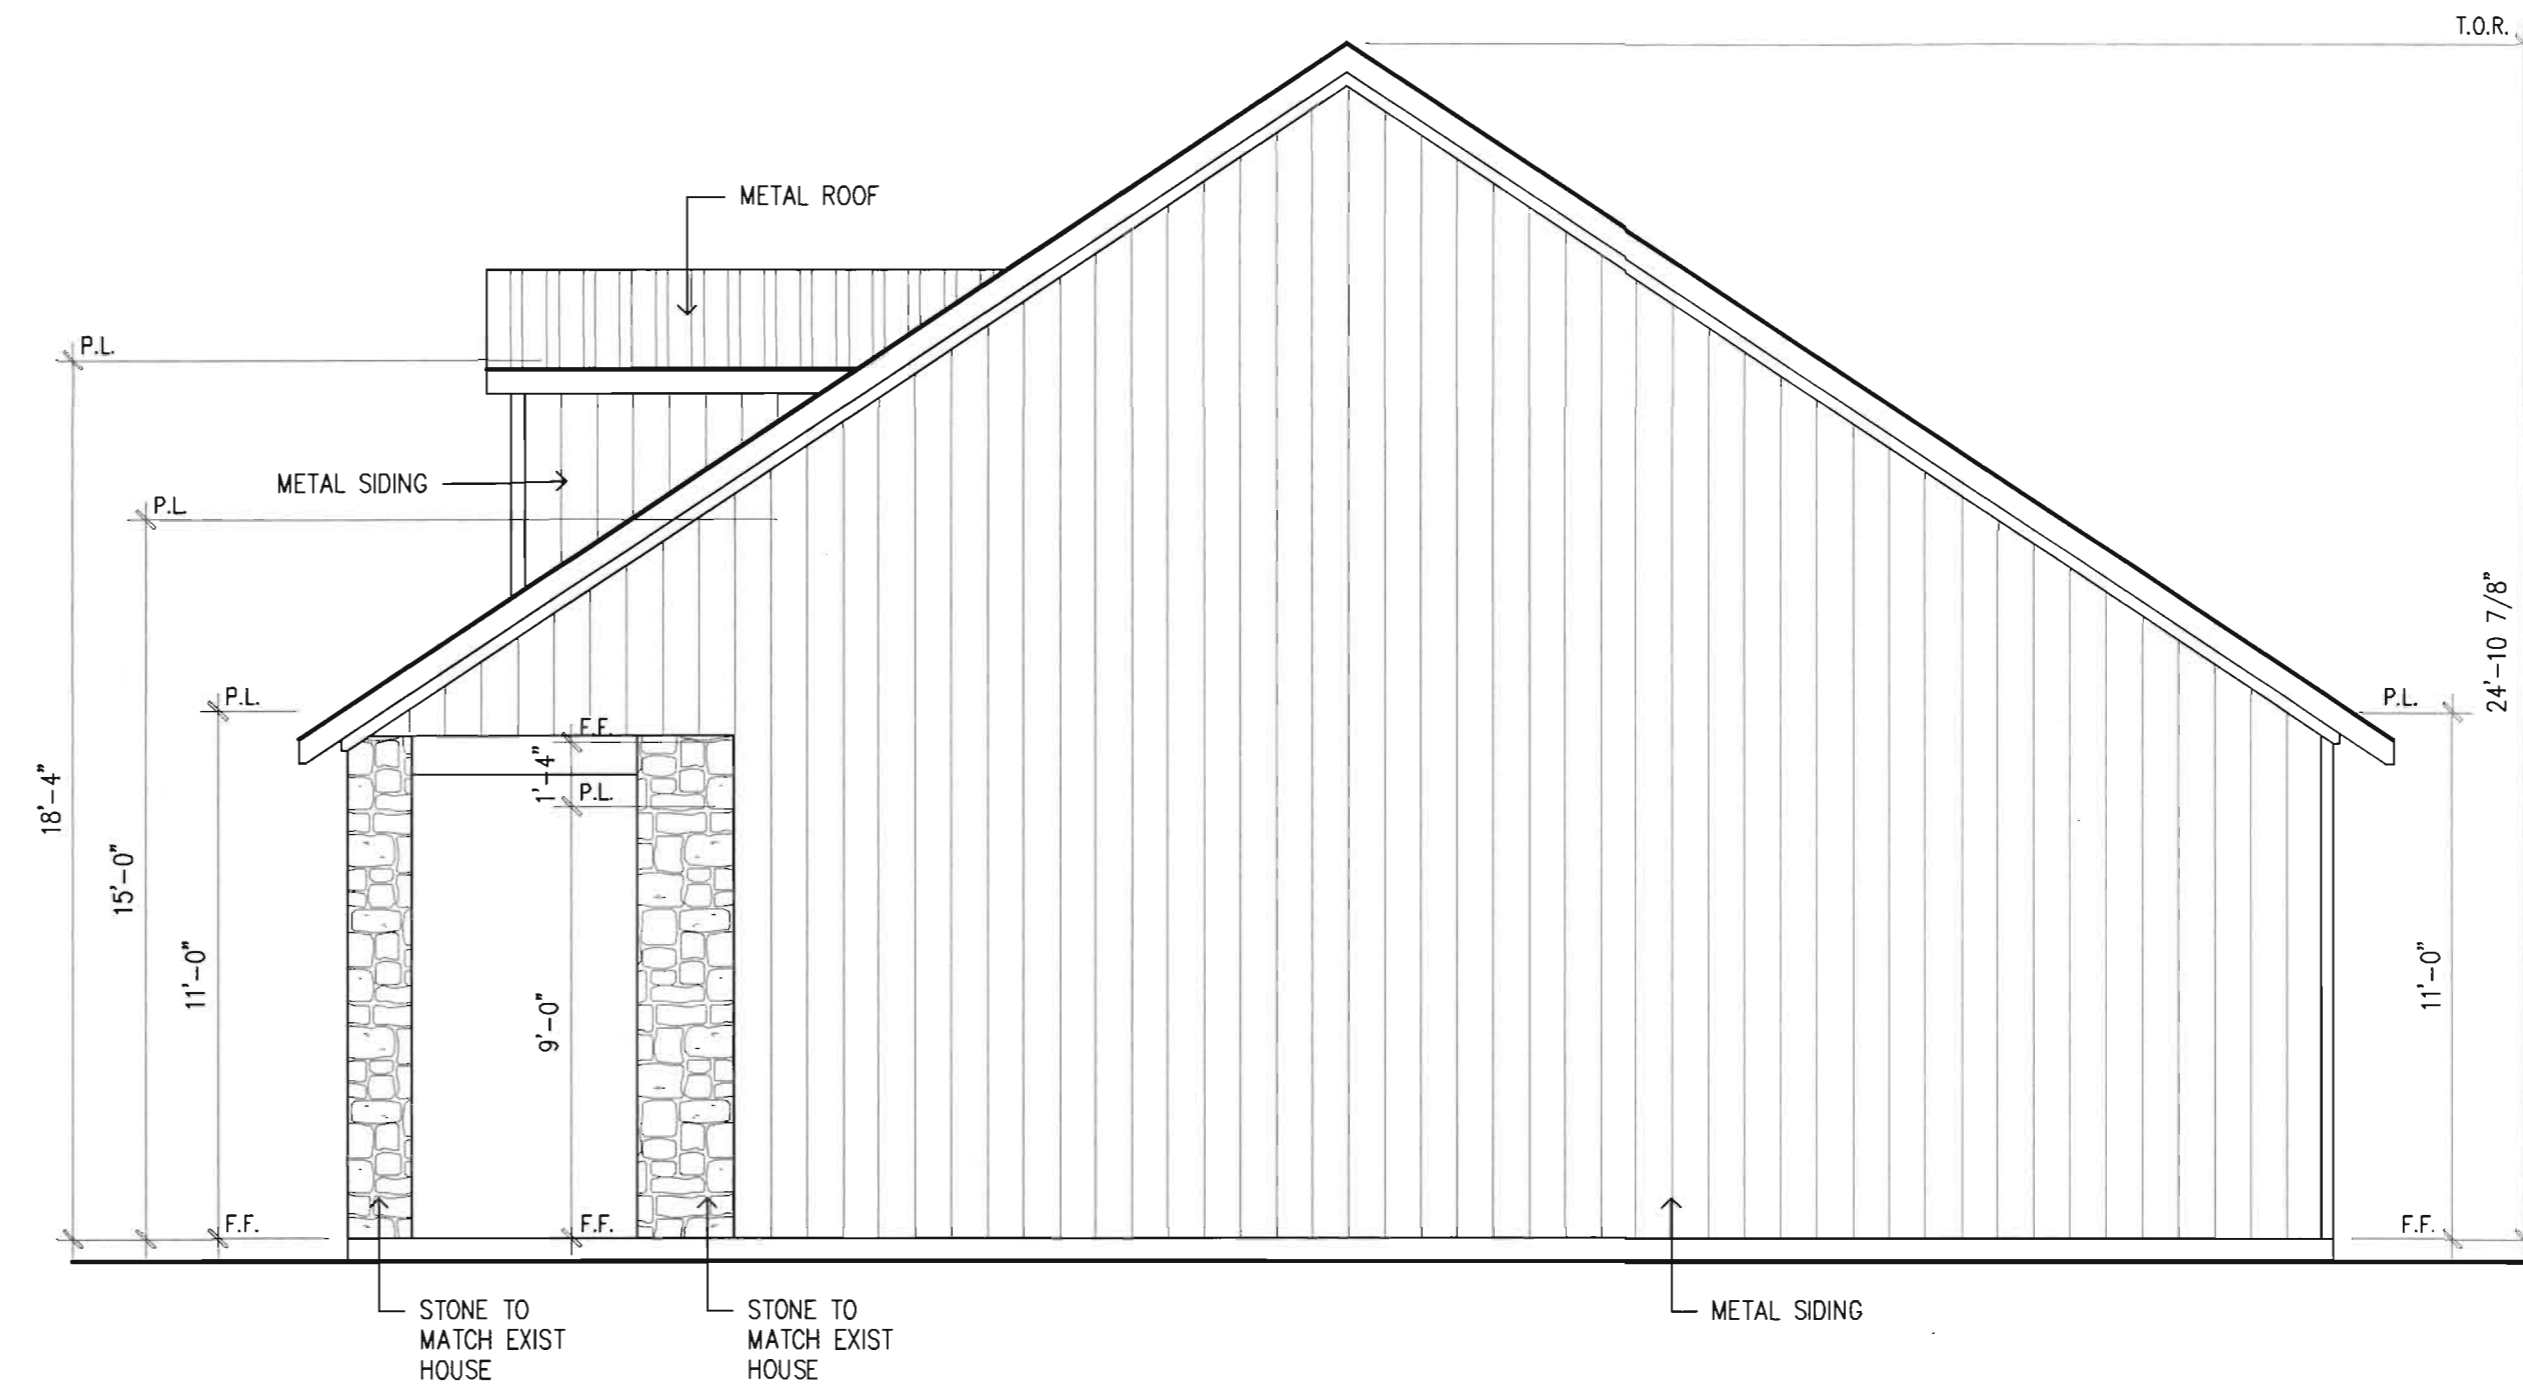 T.O.R.
METAL ROOF
P.L.
METAL SIDING
P.L.
24'-10 7/8"
P.L.
P.L.
F.F.
1'-4"
P.L.
18'-4"
15'-0"
11'-0"
9'-0"
11'-0"
F.F.
F.F.
F.F.
STONE TO
MATCH EXIST
HOUSE
STONE TO
MATCH EXIST
HOUSE
METAL SIDING